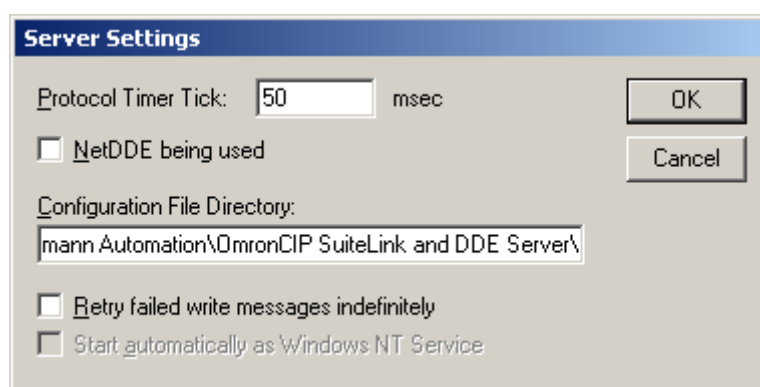 Server Settings
Protocol Timer Tick: 50 msec OK
NetDDE being used
Cancel
Configuration File Directory:
mann Automation\OmronCIP SuiteLink and DDE Server\
Retry failed write messages indefinitely
Start automatically as Windows NT Service